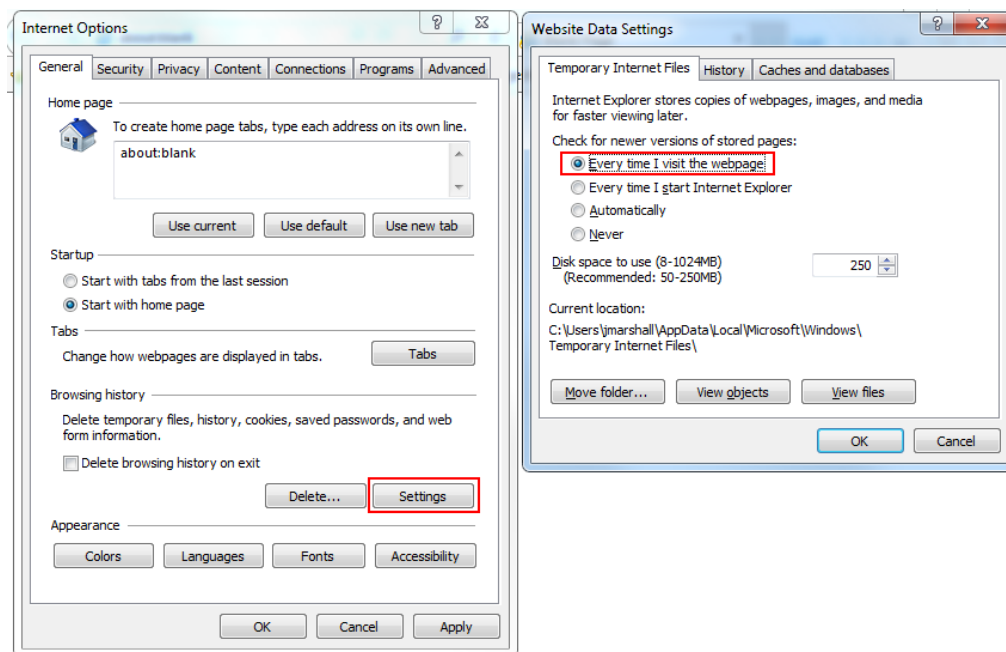 Internet Options
General Security Privacy Content Connections Programs Advanced
Home page
To create home page tabs, type each address on its own line.
about:blank
Use current Use default Use new tab
Startup
Start with tabs from the last session
Start with home page
Tabs
Change how webpages are displayed in tabs.
Tabs
Browsing history
Delete temporary files, history, cookies, saved passwords, and web
form information.
Delete browsing history on exit
Delete... Settings
Appearance
Colors Languages Fonts Accessibility
OK Cancel Apply
Website Data Settings
Temporary Internet Files History Caches and databases
Internet Explorer stores copies of webpages, images, and media
for faster viewing later.
Check for newer versions of stored pages:
Every time I visit the webpage
Every time I start Internet Explorer
Automatically
Never
Disk space to use (8-1024MB) 250
(Recommended: 50-250MB)
Current location:
C:\Users\jmarshall\AppData\Local\Microsoft\Windows\
Temporary Internet Files\
Move folder... View objects View files
OK Cancel